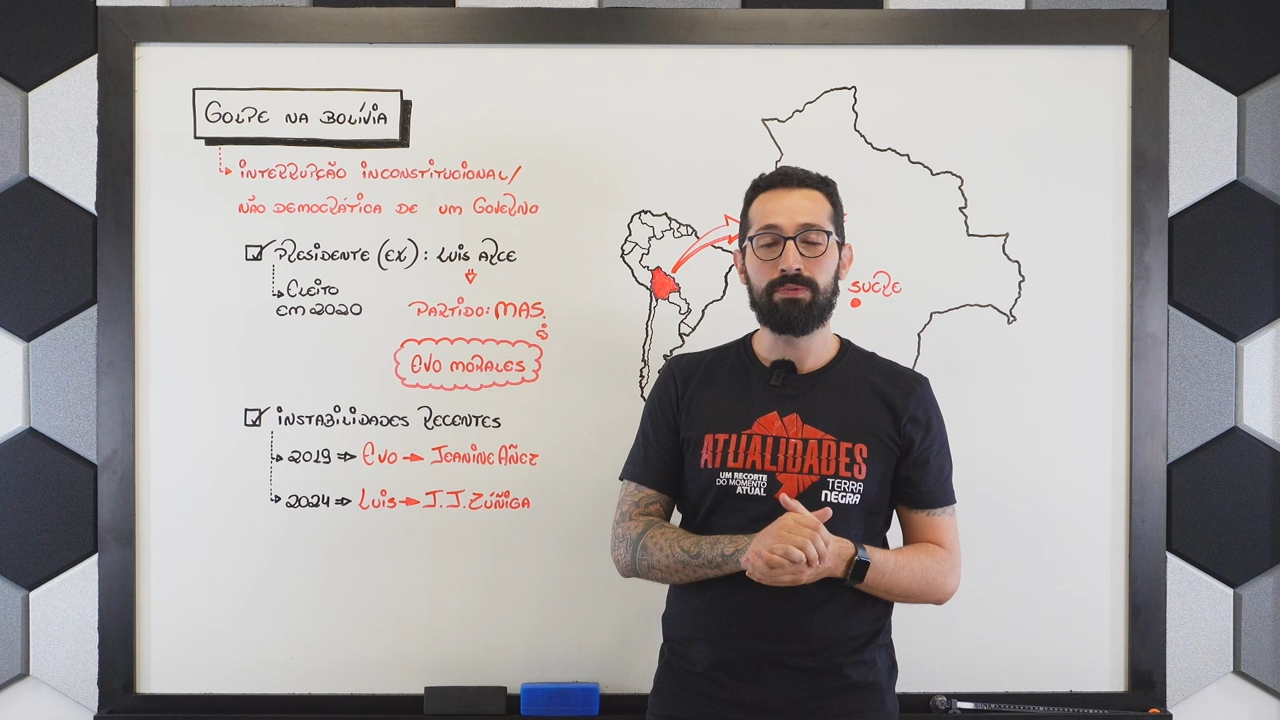 GOLPE NA BOLÍVIA
INTERRUPÇÃO INCONSTITUCIONAL/
NÃO DEMOCRÁTICA DE UM GOVERNO
PRESIDENTE (EX): LUIS ARCE
ELEITO
EM 2020
PARTIDO: MAS.
EVO MORALES
INSTABILIDADES RECENTES
2019 ⇒ EVO → JEANINE AÑEZ
2024 ⇒ LUIS → J.J. ZÚÑIGA
SUCRE
ATUALIDADES
UM RECORTE
DO MOMENTO
ATUAL
TERRA
NEGRA